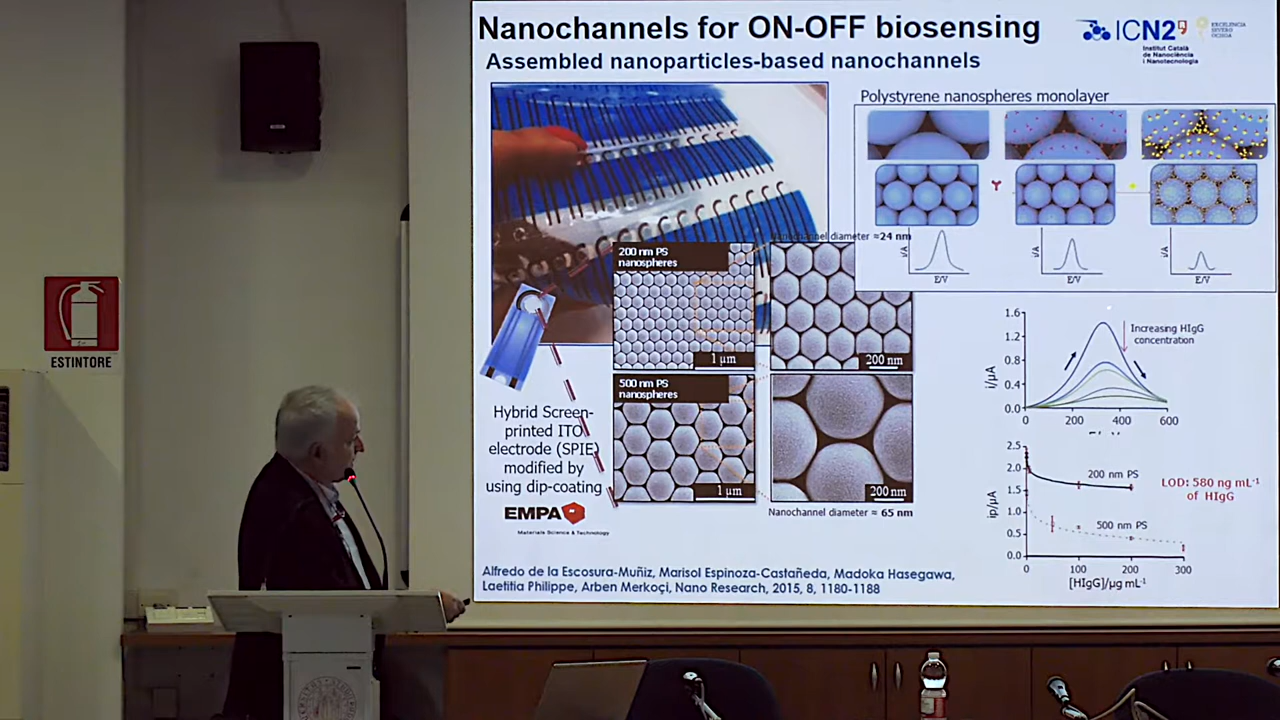 Nanochannels for ON-OFF biosensing
Assembled nanoparticles-based nanochannels
ICN2
Institut Català
de Nanociència
i Nanotecnologia
EXCELENCIA
SEVERO
OCHOA
Polystyrene nanospheres monolayer
i/A
E/V
i/A
E/V
i/A
E/V
Nanochannel diameter ≈24 nm
200 nm PS
nanospheres
1 µm
200 nm
500 nm PS
nanospheres
1 µm
200 nm
Nanochannel diameter ≈ 65 nm
Hybrid Screen-
printed ITO
electrode (SPIE)
modified by
using dip-coating
EMPA
Materials Science & Technology
1.6
1.2
0.8
0.4
0.0
i/µA
0
200
400
600
Increasing HIgG
concentration
2.5
2.0
1.5
1.0
0.5
0.0
ip/µA
200 nm PS
500 nm PS
0
100
200
300
[HIgG]/µg mL⁻¹
LOD: 580 ng mL⁻¹
of HIgG
Alfredo de la Escosura-Muñiz, Marisol Espinoza-Castañeda, Madoka Hasegawa,
Laetitia Philippe, Arben Merkoçi, Nano Research, 2015, 8, 1180-1188
ESTINTORE